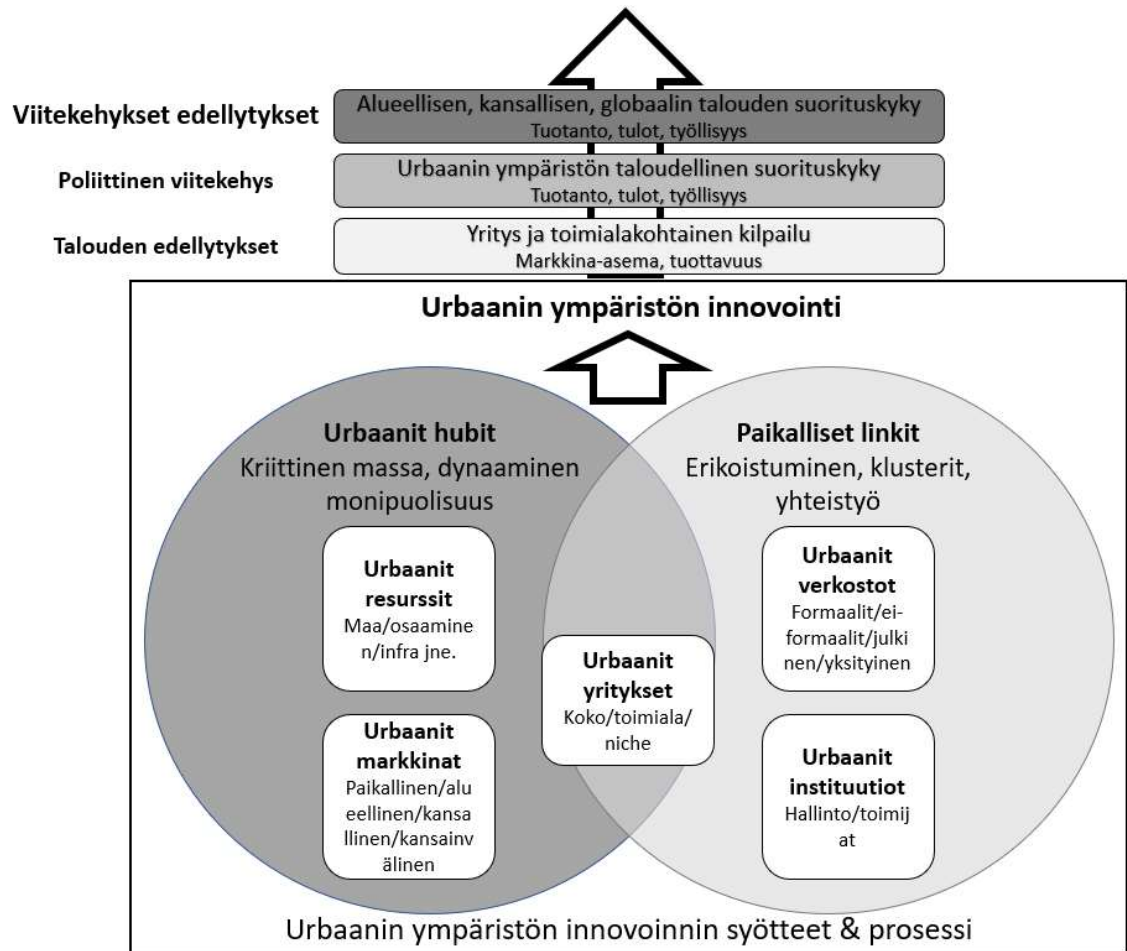 Viitekehykset edellytykset
Alueellisen, kansallisen, globaalin talouden suorituskyky
Tuotanto, tulot, työllisyys
Poliittinen viitekehys
Urbaanin ympäristön taloudellinen suorituskyky
Tuotanto, tulot, työllisyys
Talouden edellytykset
Yritys ja toimialakohtainen kilpailu
Markkina-asema, tuottavuus
Urbaanin ympäristön innovointi
Urbaanit hubit
Kriittinen massa, dynaaminen
monipuolisuus
Paikalliset linkit
Erikoistuminen, klusterit,
yhteistyö
Urbaanit
resurssit
Maa/osaamine
n/infra jne.
Urbaanit
verkostot
Formaalit/ei-
formaalit/julki
nen/yksityinen
Urbaanit
yritykset
Koko/toimiala/
niche
Urbaanit
markkinat
Paikallinen/alu
eellinen/kansa
llinen/kansainv
älinen
Urbaanit
instituutiot
Hallinto/toimij
at
Urbaanin ympäristön innovoinnin syötteet & prosessi